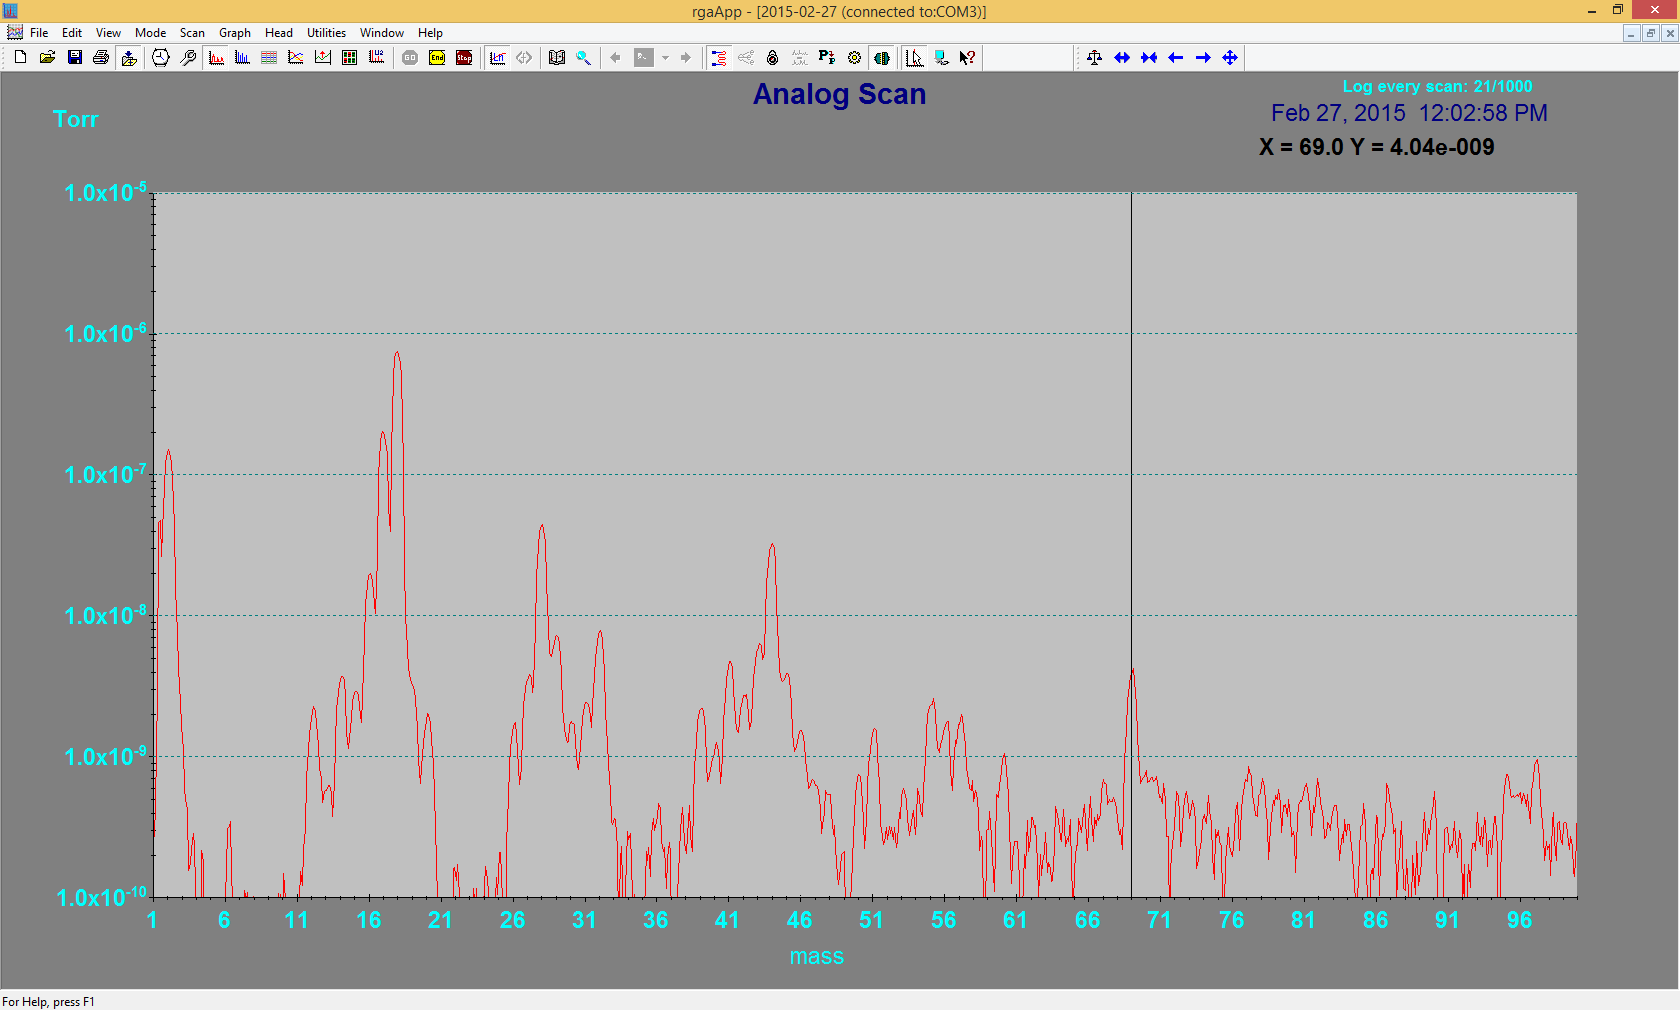 rgaApp - [2015-02-27 (connected to:COM3)]
File Edit View Mode Scan Graph Head Utilities Window Help
GO End Stop
Analog Scan
Log every scan: 21/1000
Feb 27, 2015 12:02:58 PM
X = 69.0 Y = 4.04e-009
Torr
1.0x10-5
1.0x10-6
1.0x10-7
1.0x10-8
1.0x10-9
1.0x10-10
1 6 11 16 21 26 31 36 41 46 51 56 61 66 71 76 81 86 91 96
mass
For Help, press F1